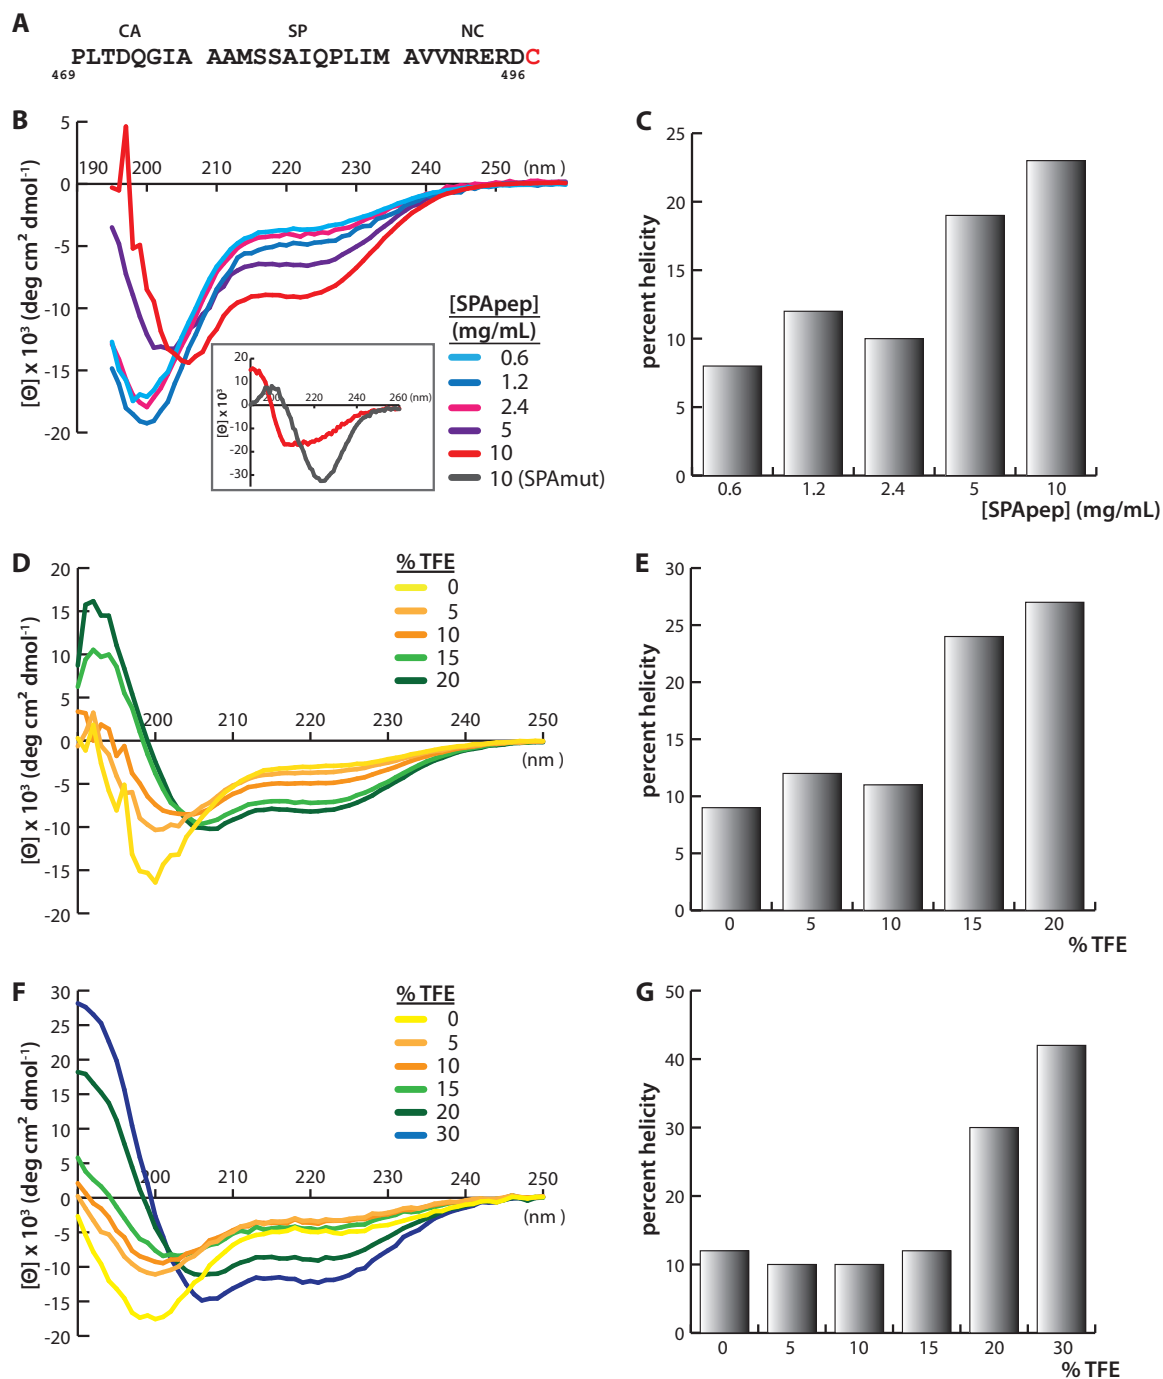 A
CA SP NC
PLTDQGIA AAMSSAIQPLIM AVVNRERDC
469 496
B
[Θ] x 10³ (deg cm² dmol⁻¹)
5
0
-5
-10
-15
-20
190 200 210 220 230 240 250 (nm )
[SPApep]
(mg/mL)
0.6
1.2
2.4
5
10
10 (SPAmut)
[Θ] x 10³
20
10
0
-10
-20
-30
200 220 240 260 (nm)
C
percent helicity
25
20
15
10
5
0
0.6 1.2 2.4 5 10
[SPApep] (mg/mL)
D
[Θ] x 10³ (deg cm² dmol⁻¹)
20
15
10
5
0
-5
-10
-15
-20
200 210 220 230 240 250
(nm )
% TFE
0
5
10
15
20
E
percent helicity
30
25
20
15
10
5
0
0 5 10 15 20
% TFE
F
[Θ] x 10³ (deg cm² dmol⁻¹)
30
25
20
15
10
5
0
-5
-10
-15
-20
200 210 220 230 240 250
(nm )
% TFE
0
5
10
15
20
30
G
percent helicity
50
40
30
20
10
0
0 5 10 15 20 30
% TFE